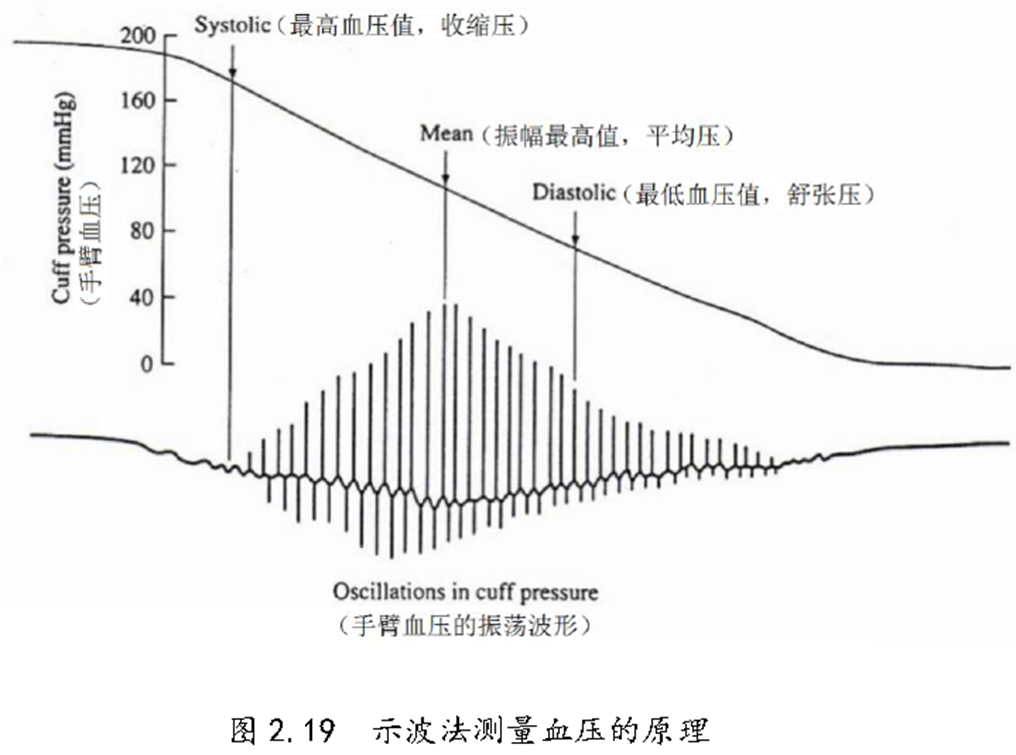 Systolic（最高血压值，收缩压）
200
160
Mean（振幅最高值，平均压）
120
Diastolic（最低血压值，舒张压）
80
40
0
Cuff pressure (mmHg)
（手臂血压）
Oscillations in cuff pressure
（手臂血压的振荡波形）
图2.19 示波法测量血压的原理